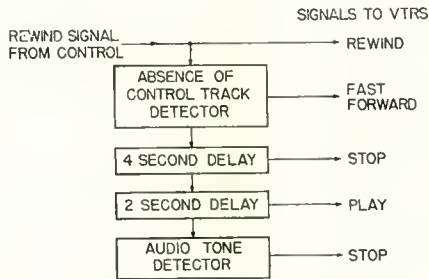 SIGNALS TO VTRS
REWIND SIGNAL
FROM CONTROL
REWIND
ABSENCE OF
CONTROL TRACK
DETECTOR
FAST
FORWARD
4 SECOND DELAY
STOP
2 SECOND DELAY
PLAY
AUDIO TONE
DETECTOR
STOP